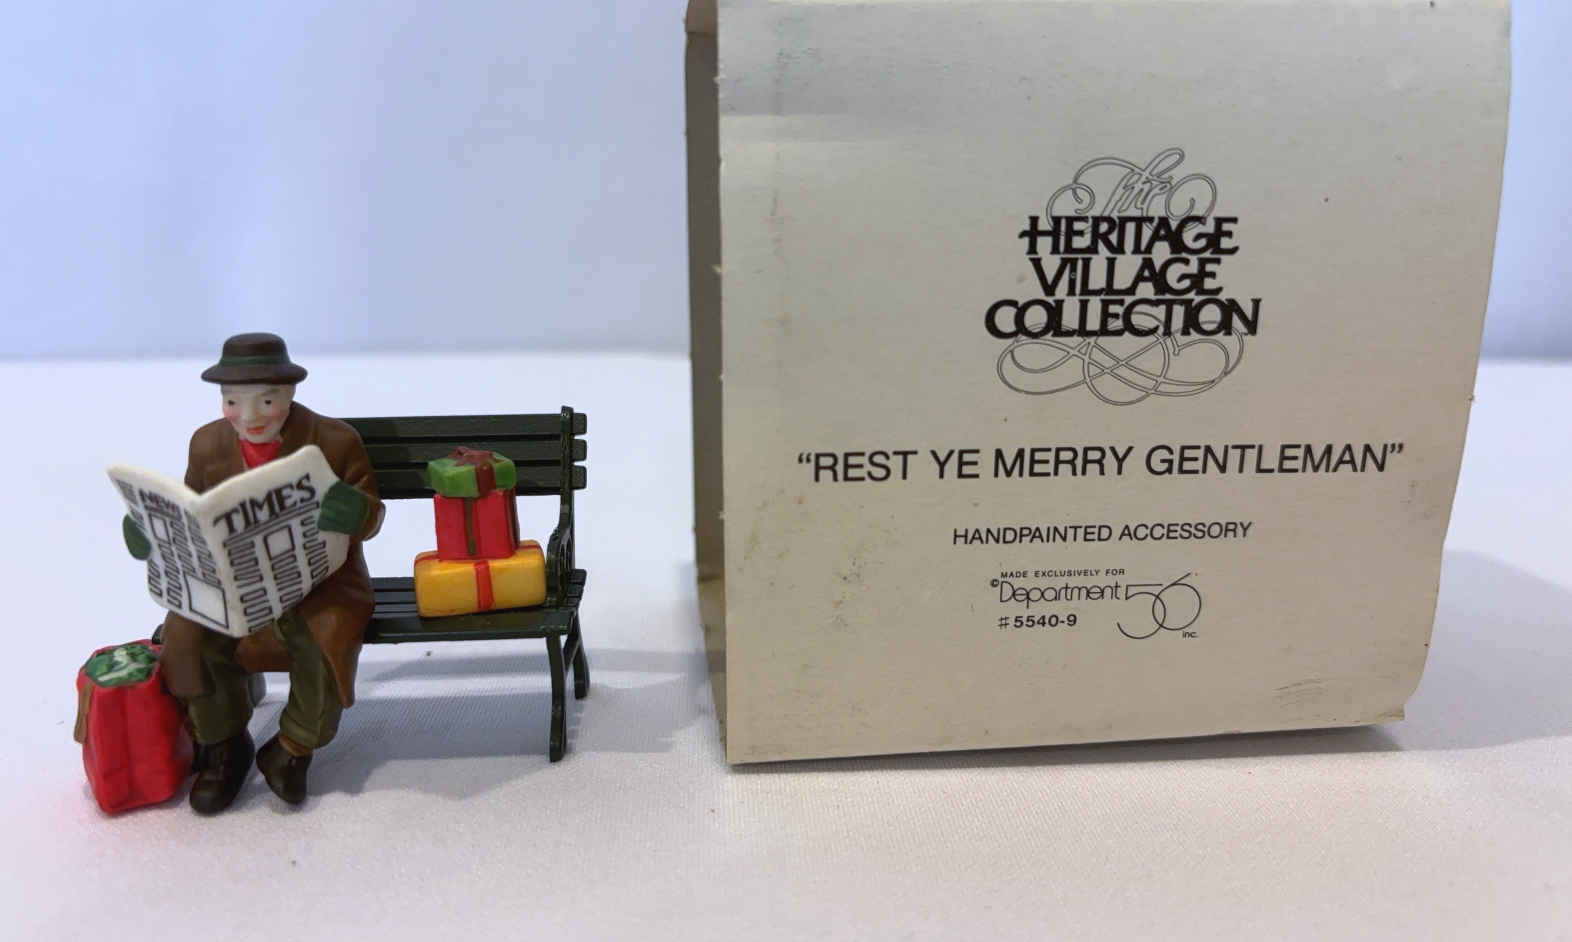 NEWS
TIMES
The
HERITAGE
VILLAGE
COLLECTION
“REST YE MERRY GENTLEMAN”
HANDPAINTED ACCESSORY
MADE EXCLUSIVELY FOR
©Department 56
inc.
#5540-9